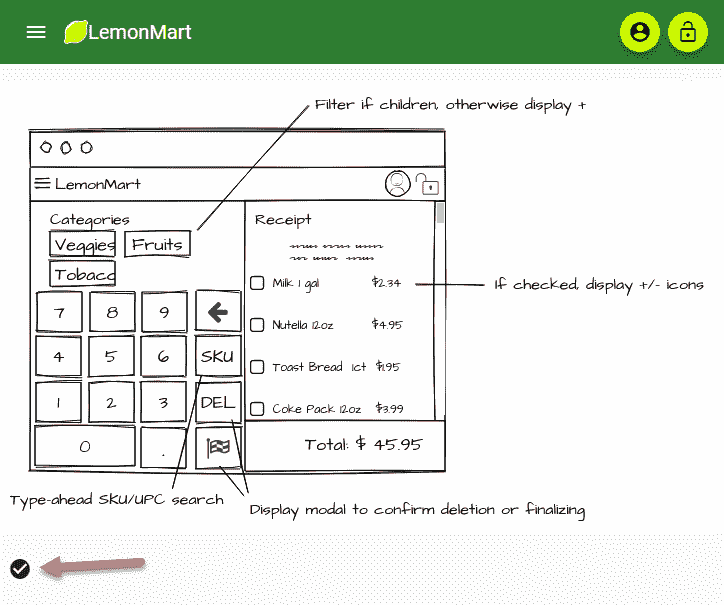 LemonMart
Filter if children, otherwise display +
LemonMart
Categories
Veggies
Fruits
Tobacc
Receipt
Milk 1 gal $2.34
If checked, display +/- icons
Nutella 12oz $4.95
Toast Bread 1ct $1.95
Coke Pack 12oz $3.99
7 8 9
4 5 6 SKU
1 2 3 DEL
0 .
Total: $ 45.95
Type-ahead SKU/UPC search
Display modal to confirm deletion or finalizing